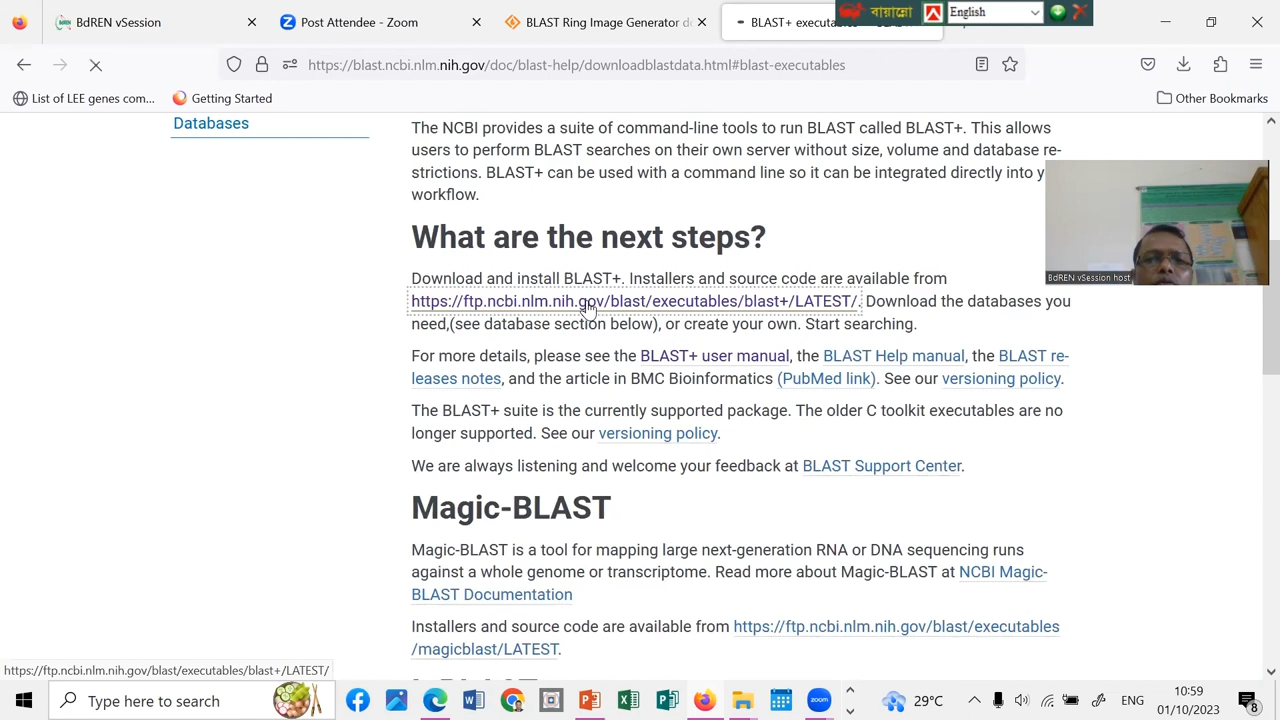 BdREN vSession
Post Are
- Zoom
BLAST Ring Image Generator do
BLAST+ execu
বায়ান্নো
English
https://blast.ncbi.nlm.nih.gov/doc/blast-help/downloadblastdata.html#blast-executables
List of LEE genes com...
Getting Started
Other Bookmarks
Databases
The NCBI provides a suite of command-line tools to run BLAST called BLAST+. This allows
users to perform BLAST searches on their own server without size, volume and database re-
strictions. BLAST+ can be used with a command line so it can be integrated directly into y
workflow.
What are the next steps?
Download and install BLAST+. Installers and source code are available from
https://ftp.ncbi.nlm.nih.gov/blast/executables/blast+/LATEST/. Download the databases you
need,(see database section below), or create your own. Start searching.
For more details, please see the BLAST+ user manual, the BLAST Help manual, the BLAST re-
leases notes, and the article in BMC Bioinformatics (PubMed link). See our versioning policy.
The BLAST+ suite is the currently supported package. The older C toolkit executables are no
longer supported. See our versioning policy.
We are always listening and welcome your feedback at BLAST Support Center.
Magic-BLAST
Magic-BLAST is a tool for mapping large next-generation RNA or DNA sequencing runs
against a whole genome or transcriptome. Read more about Magic-BLAST at NCBI Magic-
BLAST Documentation
Installers and source code are available from https://ftp.ncbi.nlm.nih.gov/blast/executables
/magicblast/LATEST.
BdREN vSession host
https://ftp.ncbi.nlm.nih.gov/blast/executables/blast+/LATEST/
Type here to search
zoom
29°C
ENG
10:59
01/10/2023
8